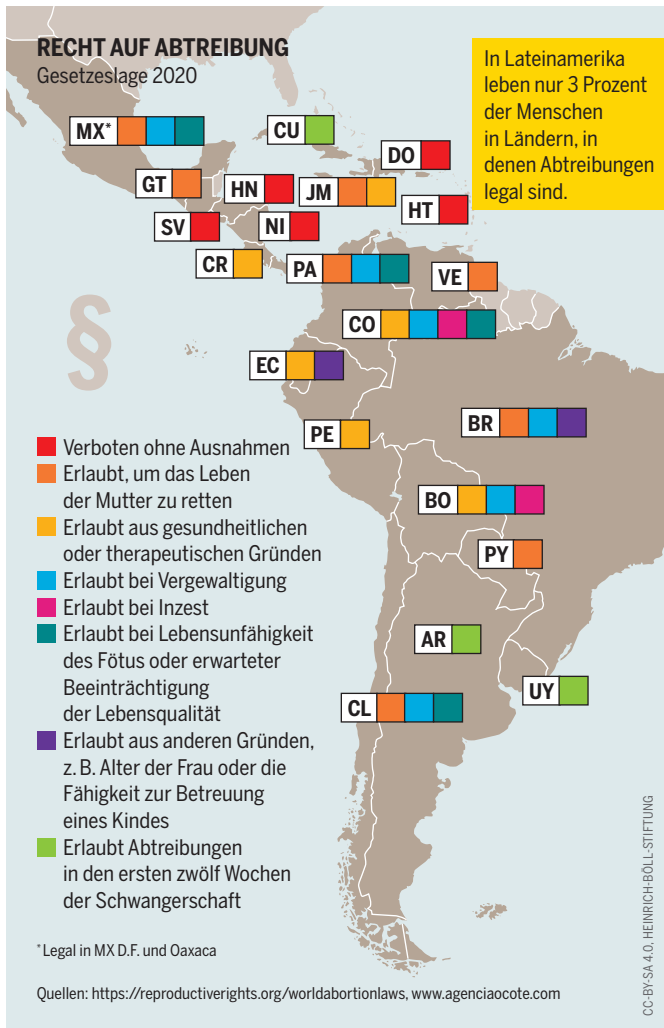 RECHT AUF ABTREIBUNG
Gesetzeslage 2020
In Lateinamerika
leben nur 3 Prozent
der Menschen
in Ländern, in
denen Abtreibungen
legal sind.
MX*
CU
DO
GT
HN
JM
HT
SV
NI
CR
PA
VE
CO
§
EC
PE
BR
BO
PY
AR
UY
CL
Verboten ohne Ausnahmen
Erlaubt, um das Leben
der Mutter zu retten
Erlaubt aus gesundheitlichen
oder therapeutischen Gründen
Erlaubt bei Vergewaltigung
Erlaubt bei Inzest
Erlaubt bei Lebensunfähigkeit
des Fötus oder erwarteter
Beeinträchtigung
der Lebensqualität
Erlaubt aus anderen Gründen,
z. B. Alter der Frau oder die
Fähigkeit zur Betreuung
eines Kindes
Erlaubt Abtreibungen
in den ersten zwölf Wochen
der Schwangerschaft
*Legal in MX D.F. und Oaxaca
Quellen: https://reproductiverights.org/worldabortionlaws, www.agenciaocote.com
CC-BY-SA 4.0, HEINRICH-BÖLL-STIFTUNG